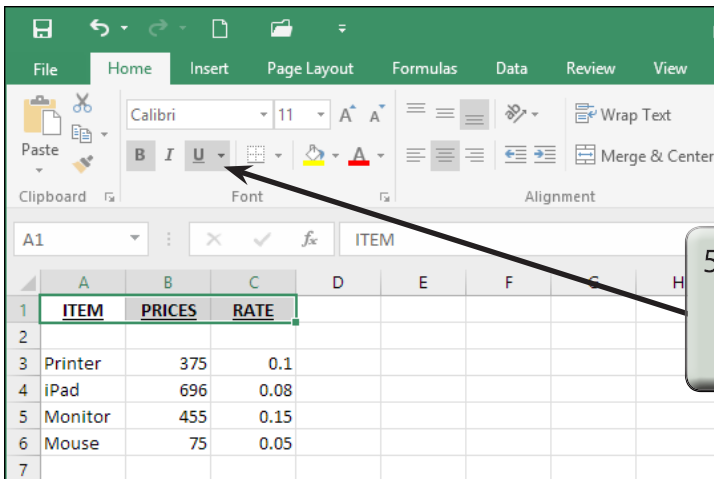 File Home Insert Page Layout Formulas Data Review View
Calibri 11 A A Wrap Text
Paste B I U A Merge & Center
Clipboard Font Alignment
A1 fx ITEM
A B C D E F G H
1 ITEM PRICES RATE
2
3 Printer 375 0.1
4 iPad 696 0.08
5 Monitor 455 0.15
6 Mouse 75 0.05
7
5